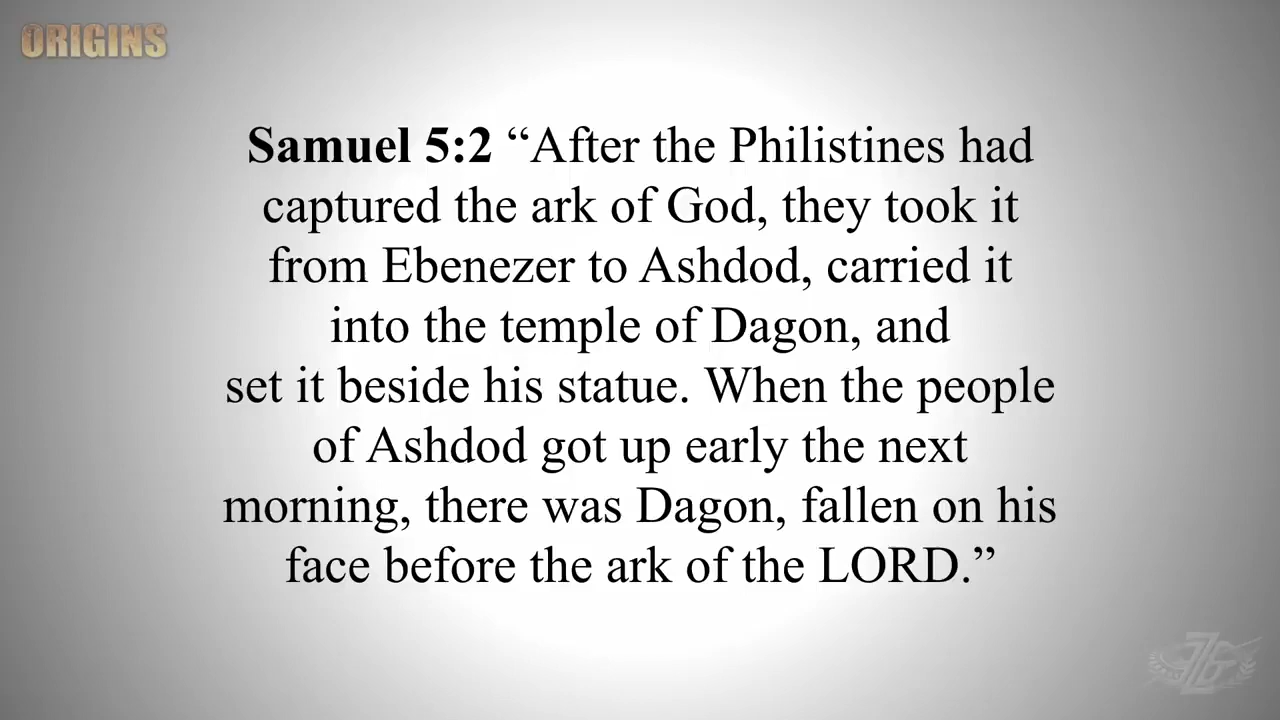 ORIGINS
Samuel 5:2 “After the Philistines had
captured the ark of God, they took it
from Ebenezer to Ashdod, carried it
into the temple of Dagon, and
set it beside his statue. When the people
of Ashdod got up early the next
morning, there was Dagon, fallen on his
face before the ark of the LORD.”